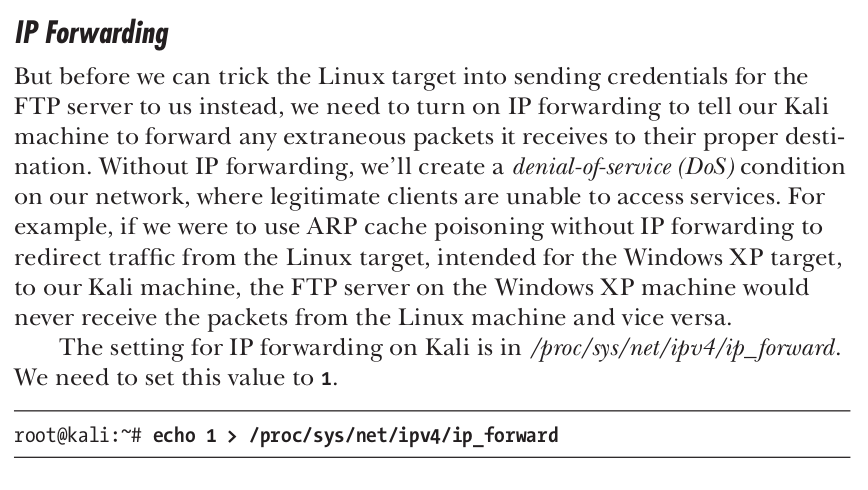 IP Forwarding
But before we can trick the Linux target into sending credentials for the
FTP server to us instead, we need to turn on IP forwarding to tell our Kali
machine to forward any extraneous packets it receives to their proper desti-
nation. Without IP forwarding, we’ll create a denial-of-service (DoS) condition
on our network, where legitimate clients are unable to access services. For
example, if we were to use ARP cache poisoning without IP forwarding to
redirect traffic from the Linux target, intended for the Windows XP target,
to our Kali machine, the FTP server on the Windows XP machine would
never receive the packets from the Linux machine and vice versa.
The setting for IP forwarding on Kali is in /proc/sys/net/ipv4/ip_forward.
We need to set this value to 1.
root@kali:~# echo 1 > /proc/sys/net/ipv4/ip_forward